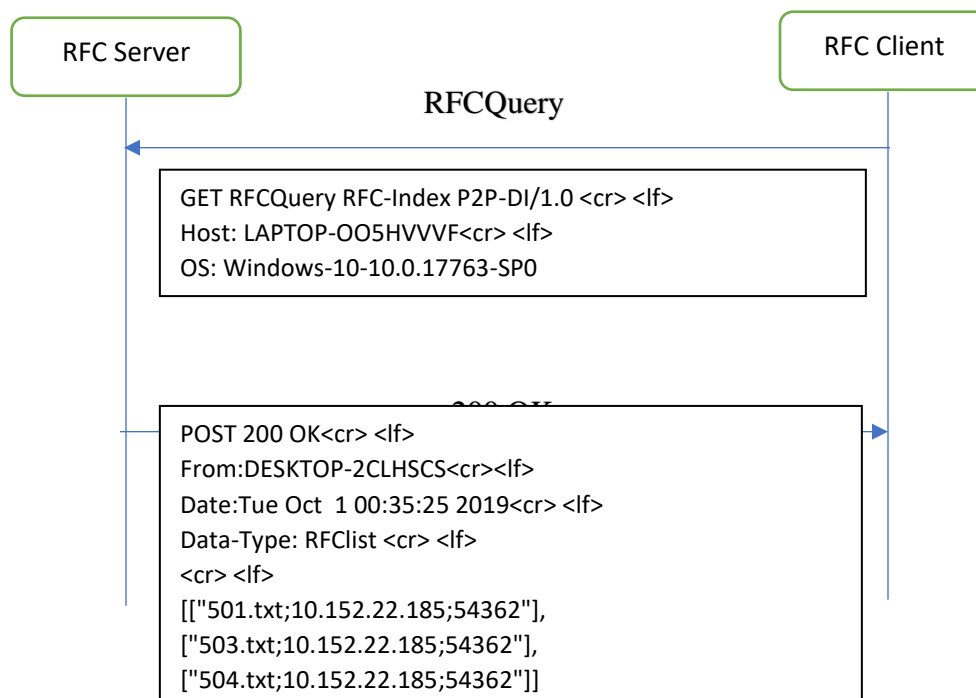 RFC Server
RFC Client
RFCQuery
GET RFCQuery RFC-Index P2P-DI/1.0 <cr> <lf>
Host: LAPTOP-OO5HVVVF<cr> <lf>
OS: Windows-10-10.0.17763-SP0
200 OK
POST 200 OK<cr> <lf>
From:DESKTOP-2CLHSCS<cr><lf>
Date:Tue Oct  1 00:35:25 2019<cr> <lf>
Data-Type: RFClist <cr> <lf>
<cr> <lf>
[["501.txt;10.152.22.185;54362"],
["503.txt;10.152.22.185;54362"],
["504.txt;10.152.22.185;54362"]]